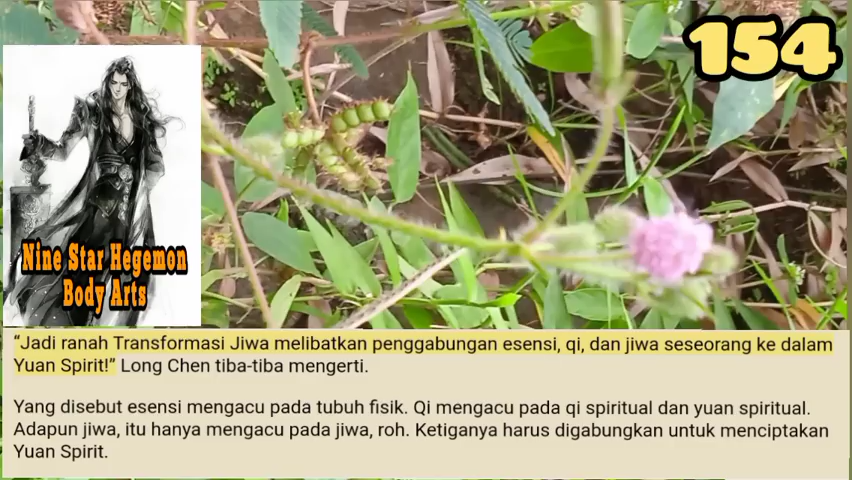 154
Nine Star Hegemon
Body Arts
“Jadi ranah Transformasi Jiwa melibatkan penggabungan esensi, qi, dan jiwa seseorang ke dalam
Yuan Spirit!” Long Chen tiba-tiba mengerti.
Yang disebut esensi mengacu pada tubuh fisik. Qi mengacu pada qi spiritual dan yuan spiritual.
Adapun jiwa, itu hanya mengacu pada jiwa, roh. Ketiganya harus digabungkan untuk menciptakan
Yuan Spirit.